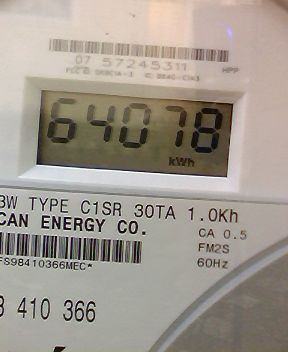 07 57245311
HPP
64078
kWh
3W TYPE C1SR 30TA 1.0Kh
CAN ENERGY CO.
CA 0.5
FM2S
FS98410366MEC*
60Hz
3 410 366